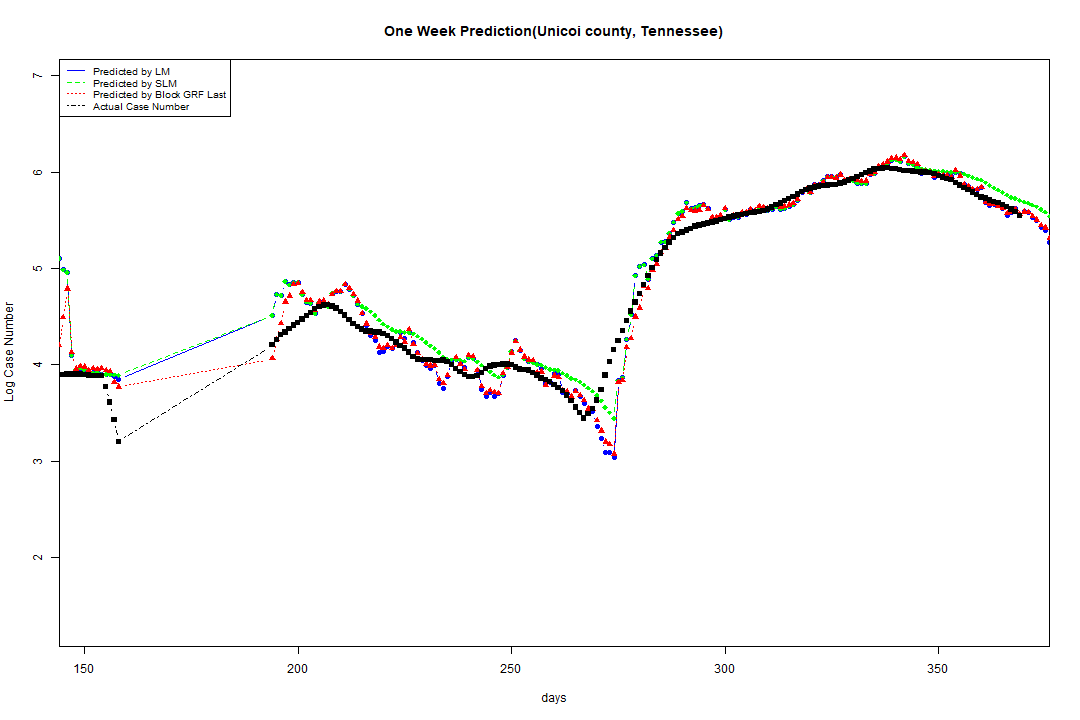 One Week Prediction(Unicoi county, Tennessee)
Predicted by LM
Predicted by SLM
Predicted by Block GRF Last
Actual Case Number
7
6
5
4
3
2
Log Case Number
150 200 250 300 350
days